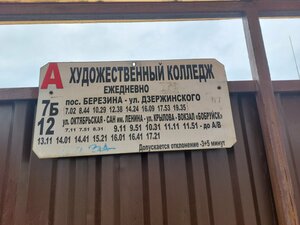 А ХУДОЖЕСТВЕННЫЙ КОЛЛЕДЖ
ЕЖЕДНЕВНО
7Б пос. БЕРЕЗИНА - ул. ДЗЕРЖИНСКОГО
7.02 8.44 10.29 12.38 14.24 16.09 17.53 19.35
12 ул. ОКТЯБРЬСКАЯ - САН им. ЛЕНИНА - ул. КРЫЛОВА - ВОКЗАЛ «БОБРУЙСК»
7.11 7.51 8.31 9.11 9.51 10.31 11.11 11.51 - до А/В
13.11 14.01 14.41 15.21 16.01 16.41 17.21
Допускается отклонение -3+5 минут